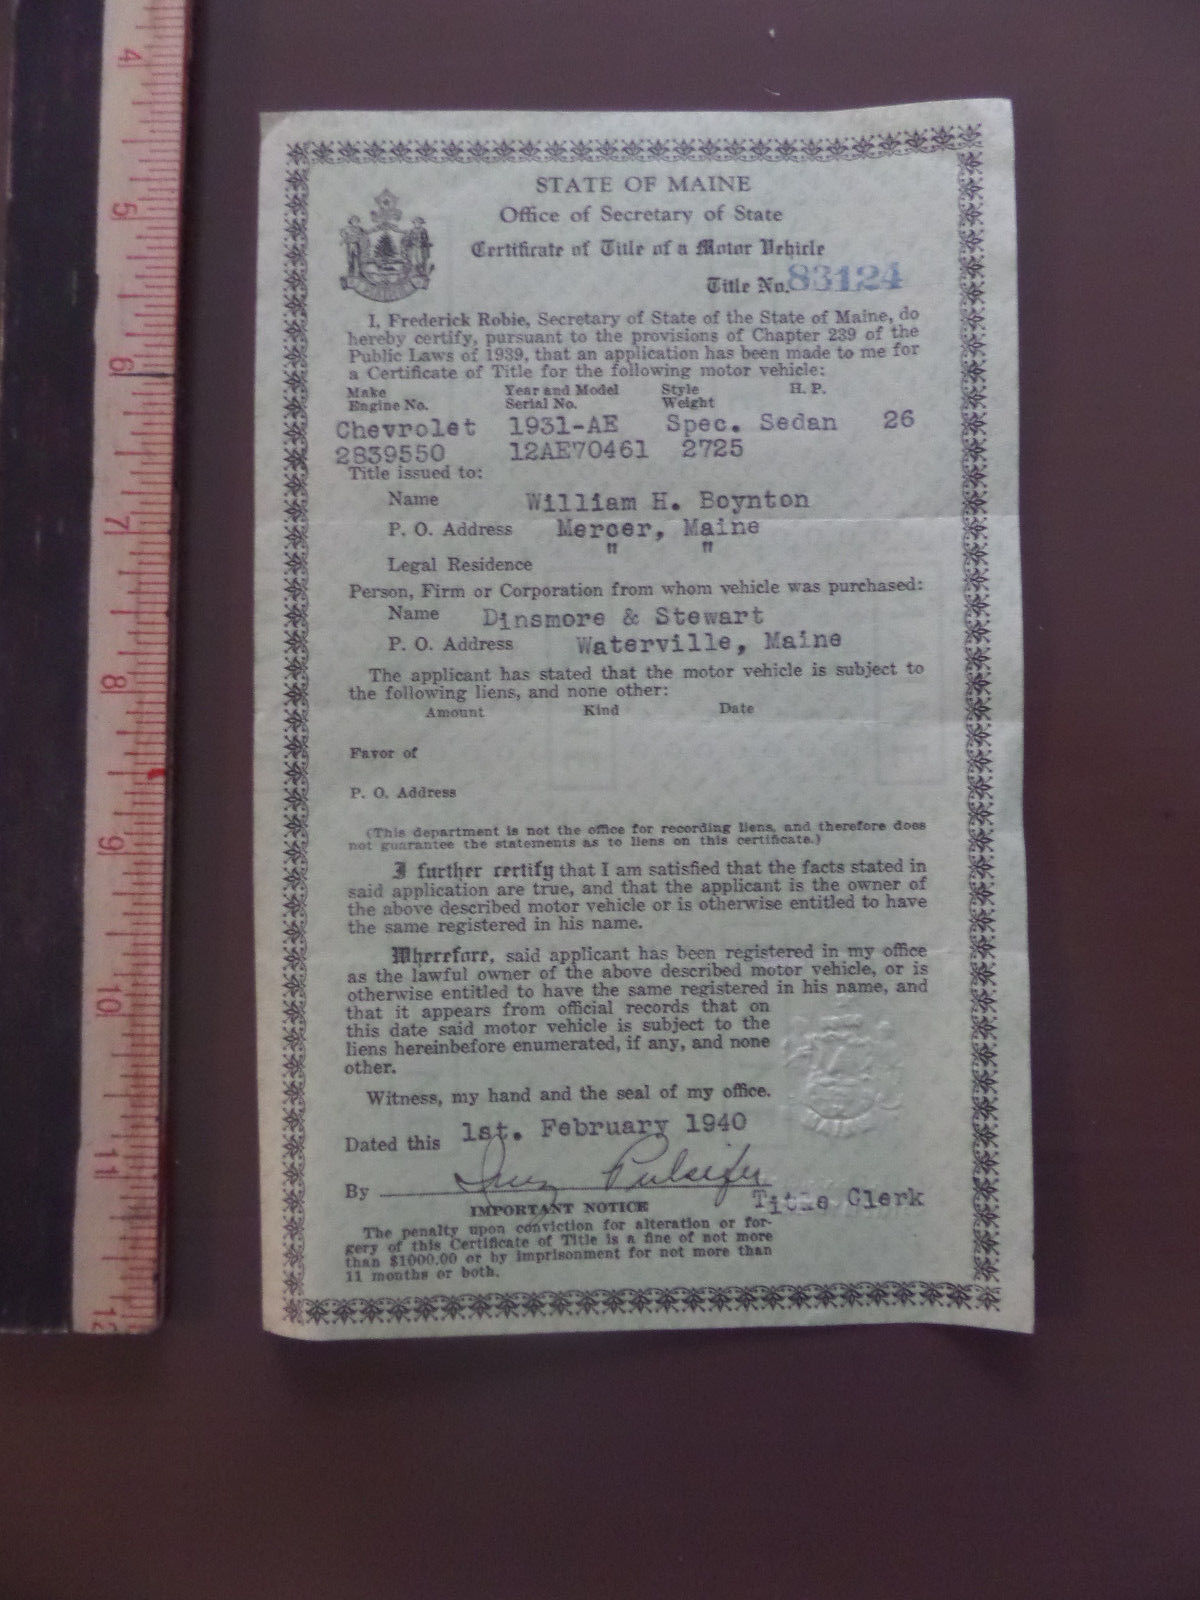 4
5
6
7
8
9
10
11
12
STATE OF MAINE
Office of Secretary of State
Certificate of Title of a Motor Vehicle
Title No. 83124
I, Frederick Robie, Secretary of State of the State of Maine, do
hereby certify, pursuant to the provisions of Chapter 239 of the
Public Laws of 1939, that an application has been made to me for
a Certificate of Title for the following motor vehicle:
Make Year and Model Style H. P.
Engine No. Serial No. Weight
Chevrolet 1931-AE Spec. Sedan 26
2839550 12AE70461 2725
Title issued to:
Name William H. Boynton
P. O. Address Mercer, Maine
" "
Legal Residence
Person, Firm or Corporation from whom vehicle was purchased:
Name Dinsmore & Stewart
P. O. Address Waterville, Maine
The applicant has stated that the motor vehicle is subject to
the following liens, and none other:
Amount Kind Date
Favor of
P. O. Address
(This department is not the office for recording liens, and therefore does
not guarantee the statements as to liens on this certificate.)
I further certify that I am satisfied that the facts stated in
said application are true, and that the applicant is the owner of
the above described motor vehicle or is otherwise entitled to have
the same registered in his name.
Wherefore, said applicant has been registered in my office
as the lawful owner of the above described motor vehicle, or is
otherwise entitled to have the same registered in his name, and
that it appears from official records that on
this date said motor vehicle is subject to the
liens hereinbefore enumerated, if any, and none
other.
Witness, my hand and the seal of my office.
Dated this 1st. February 1940
By Inez Pulsifer
Title Clerk
IMPORTANT NOTICE
The penalty upon conviction for alteration or for-
gery of this Certificate of Title is a fine of not more
than $1000.00 or by imprisonment for not more than
11 months or both.